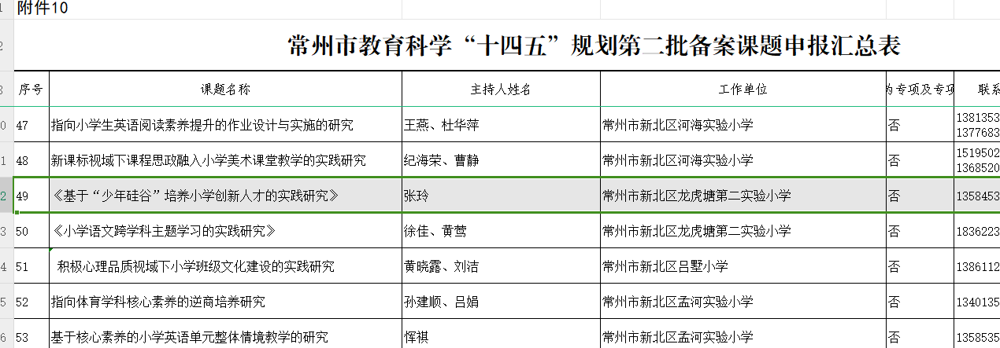 附件10
常州市教育科学“十四五”规划第二批备案课题申报汇总表
序号 课题名称 主持人姓名 工作单位 为专项及专项 联系
47 指向小学生英语阅读素养提升的作业设计与实施的研究 王燕、杜华萍 常州市新北区河海实验小学 否 1381353
1377683
48 新课标视域下课程思政融入小学美术课堂教学的实践研究 纪海荣、曹静 常州市新北区河海实验小学 否 1519502
1368520
49 《基于“少年硅谷”培养小学创新人才的实践研究》 张玲 常州市新北区龙虎塘第二实验小学 否 1358453
50 《小学语文跨学科主题学习的实践研究》 徐佳、黄莺 常州市新北区龙虎塘第二实验小学 否 1836223
51 积极心理品质视域下小学班级文化建设的实践研究 黄晓露、刘洁 常州市新北区吕墅小学 否 1386112
52 指向体育学科核心素养的逆商培养研究 孙建顺、吕娟 常州市新北区孟河实验小学 否 1340135
53 基于核心素养的小学英语单元整体情境教学的研究 恽祺 常州市新北区孟河实验小学 否 1358535